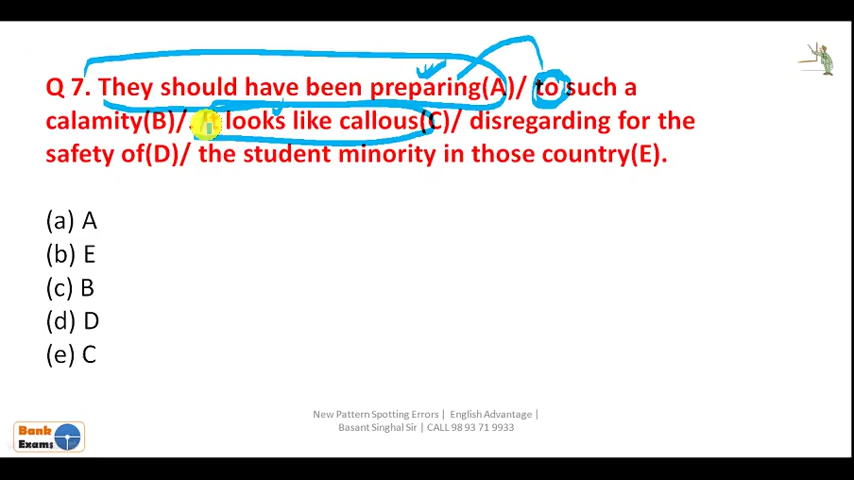 Q 7. They should have been preparing(A)/ to such a
calamity(B)/. It looks like callous(C)/ disregarding for the
safety of(D)/ the student minority in those country(E).
(a) A
(b) E
(c) B
(d) D
(e) C
New Pattern Spotting Errors | English Advantage |
Basant Singhal Sir | CALL 98 93 71 9933
Bank
Exams